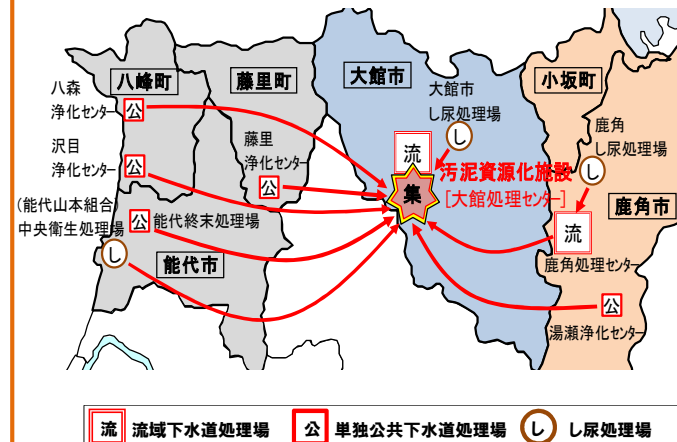 八峰町
藤里町
大館市
小坂町
八森
浄化センター
公
大館市
し尿処理場
し
鹿角
し尿処理場
し
沢目
浄化センター
公
藤里
浄化センター
公
流
集
汚泥資源化施設
[大館処理センター]
(能代山本組合)
中央衛生処理場
し
公
能代終末処理場
能代市
鹿角市
流
鹿角処理センター
公
湯瀬浄化センター
流 流域下水道処理場 公 単独公共下水道処理場 し し尿処理場